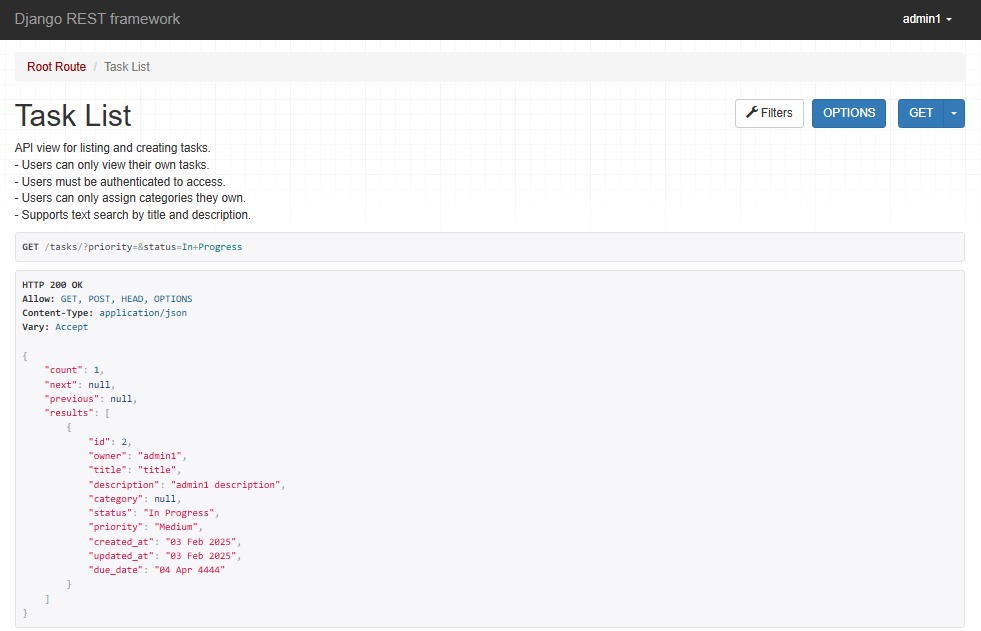 Django REST framework
admin1
Root Route / Task List
Task List
Filters
OPTIONS
GET
API view for listing and creating tasks.
- Users can only view their own tasks.
- Users must be authenticated to access.
- Users can only assign categories they own.
- Supports text search by title and description.
GET /tasks/?priority=&status=In+Progress
HTTP 200 OK
Allow: GET, POST, HEAD, OPTIONS
Content-Type: application/json
Vary: Accept
{
    "count": 1,
    "next": null,
    "previous": null,
    "results": [
        {
            "id": 2,
            "owner": "admin1",
            "title": "title",
            "description": "admin1 description",
            "category": null,
            "status": "In Progress",
            "priority": "Medium",
            "created_at": "03 Feb 2025",
            "updated_at": "03 Feb 2025",
            "due_date": "04 Apr 4444"
        }
    ]
}